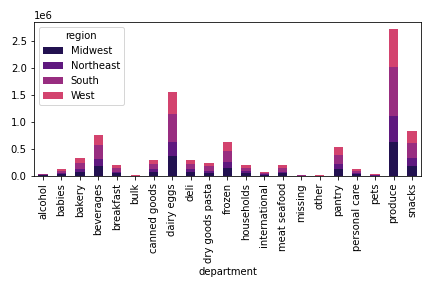 1e6
2.5
2.0
1.5
1.0
0.5
0.0
region
Midwest
Northeast
South
West
alcohol
babies
bakery
beverages
breakfast
bulk
canned goods
dairy eggs
deli
dry goods pasta
frozen
households
international
meat seafood
missing
other
pantry
personal care
pets
produce
snacks
department